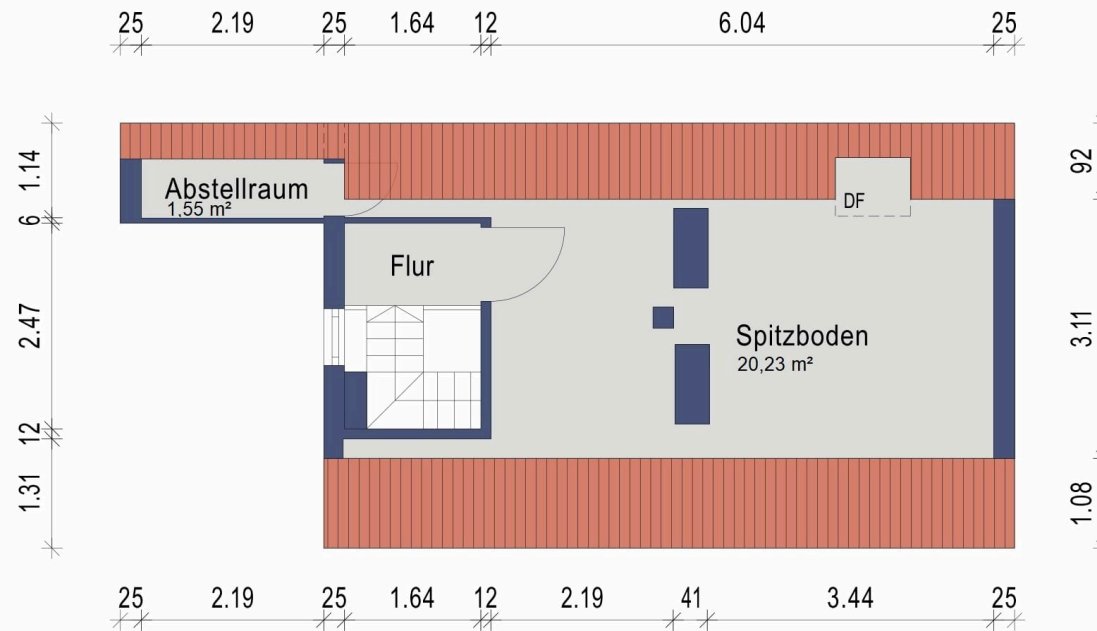 25 2.19 25 1.64 12 6.04 25
1.14
6
2.47
12
1.31
Abstellraum
1,55 m²
Flur
DF
Spitzboden
20,23 m²
92
3.11
1.08
25 2.19 25 1.64 12 2.19 41 3.44 25